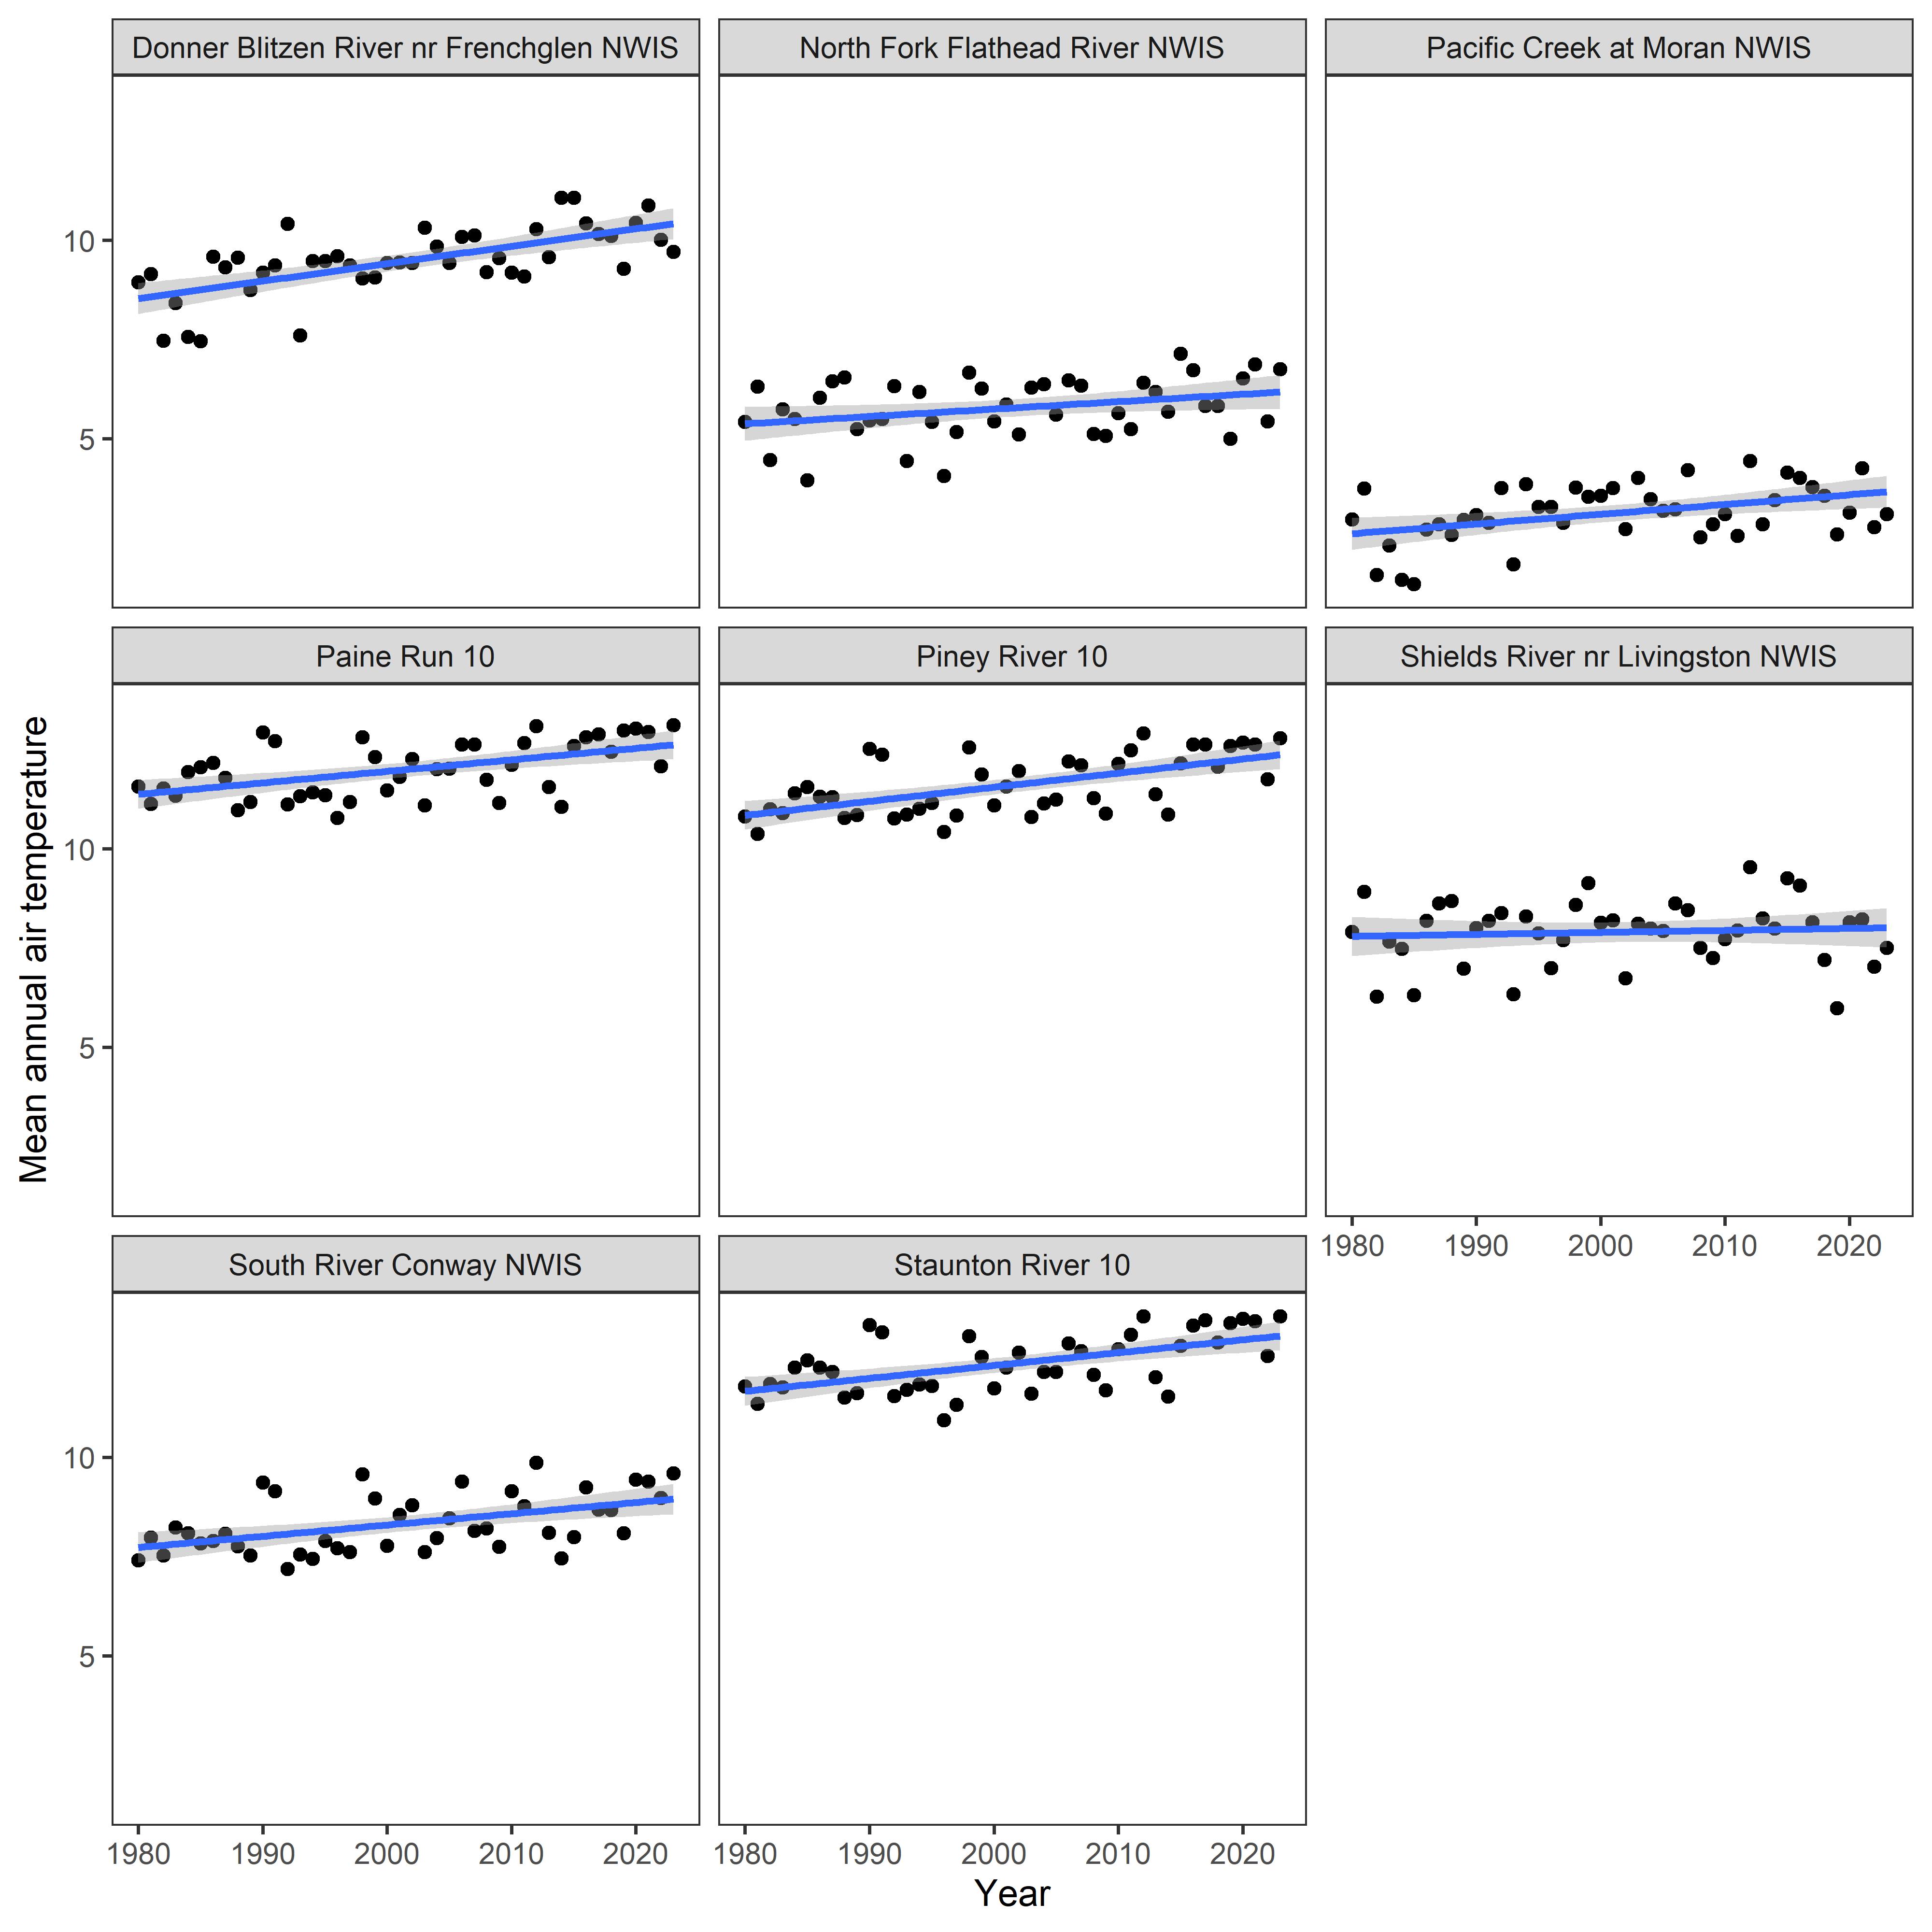 Donner Blitzen River nr Frenchglen NWIS
North Fork Flathead River NWIS
Pacific Creek at Moran NWIS
10
5
Paine Run 10
Piney River 10
Shields River nr Livingston NWIS
Mean annual air temperature
10
5
1980 1990 2000 2010 2020
South River Conway NWIS
Staunton River 10
10
5
1980 1990 2000 2010 2020
1980 1990 2000 2010 2020
Year